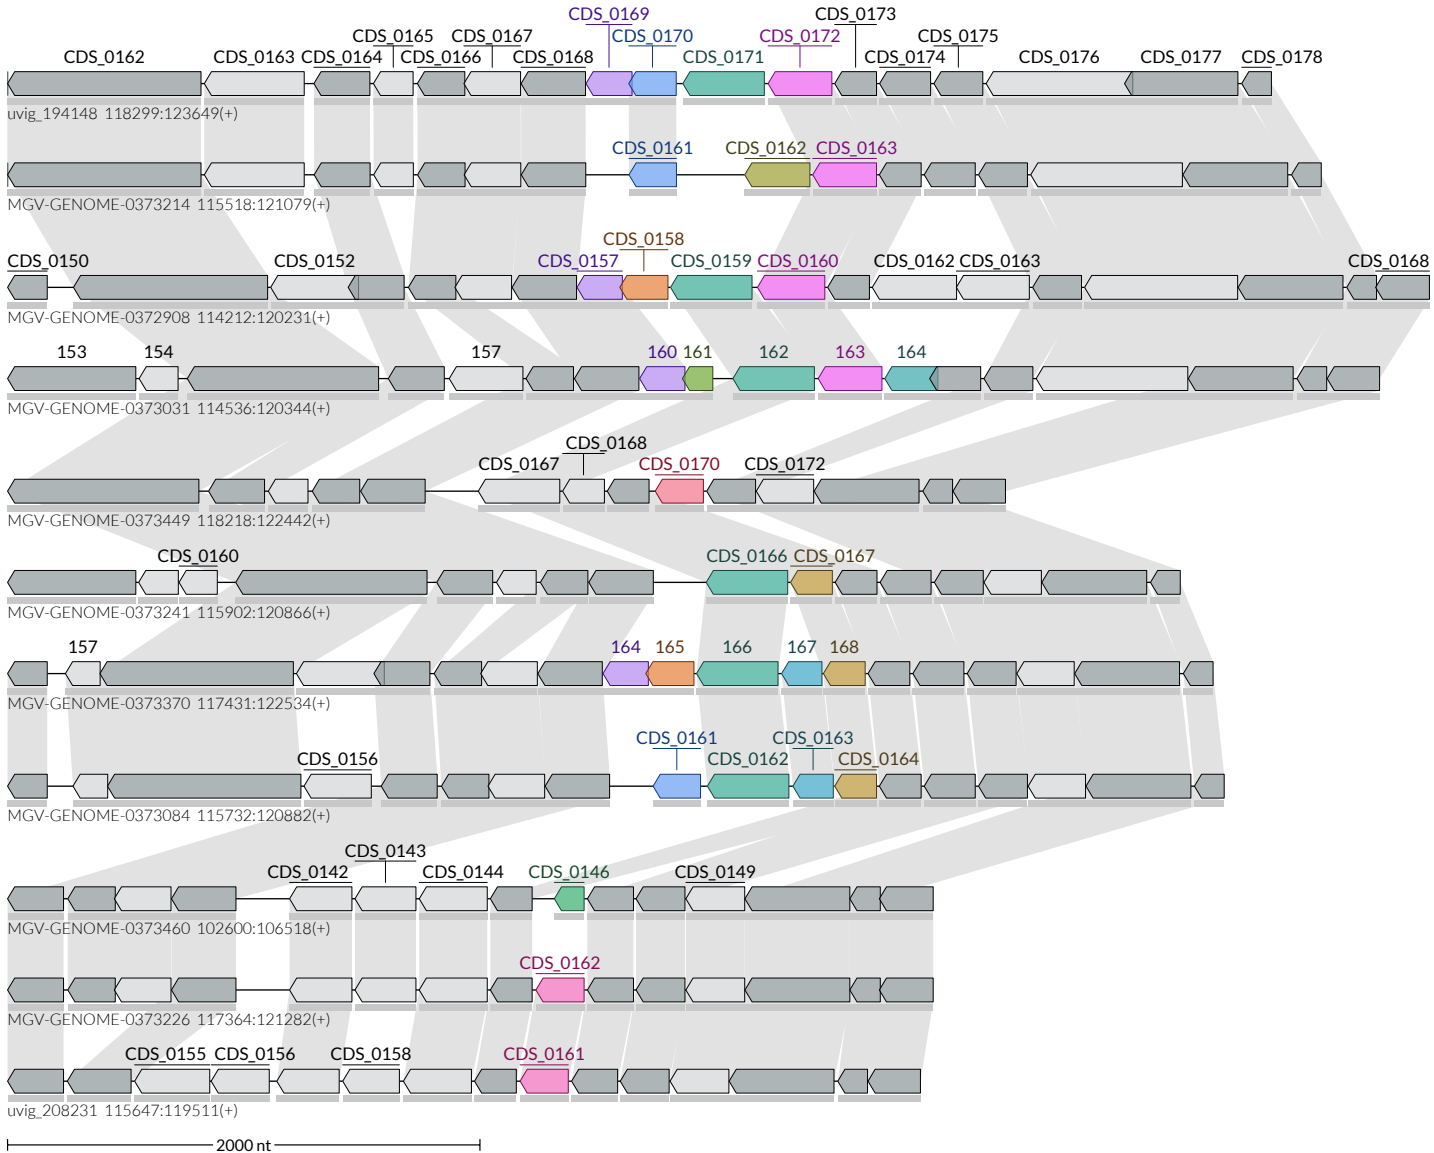 CDS_0169
CDS_0173
CDS_0165 CDS_0167 CDS_0170 CDS_0172 CDS_0175
CDS_0162 CDS_0163 CDS_0164 CDS_0166 CDS_0168 CDS_0171 CDS_0174 CDS_0176 CDS_0177 CDS_0178
uvig_194148 118299:123649(+)
CDS_0161 CDS_0162 CDS_0163
MGV-GENOME-0373214 115518:121079(+)
CDS_0158
CDS_0150 CDS_0152 CDS_0157 CDS_0159 CDS_0160 CDS_0162 CDS_0163 CDS_0168
MGV-GENOME-0372908 114212:120231(+)
153 154 157 160 161 162 163 164
MGV-GENOME-0373031 114536:120344(+)
CDS_0168
CDS_0167 CDS_0170 CDS_0172
MGV-GENOME-0373449 118218:122442(+)
CDS_0160 CDS_0166 CDS_0167
MGV-GENOME-0373241 115902:120866(+)
157 164 165 166 167 168
MGV-GENOME-0373370 117431:122534(+)
CDS_0161 CDS_0163
CDS_0156 CDS_0162 CDS_0164
MGV-GENOME-0373084 115732:120882(+)
CDS_0143
CDS_0142 CDS_0144 CDS_0146 CDS_0149
MGV-GENOME-0373460 102600:106518(+)
CDS_0162
MGV-GENOME-0373226 117364:121282(+)
CDS_0155 CDS_0156 CDS_0158 CDS_0161
uvig_208231 115647:119511(+)
2000 nt